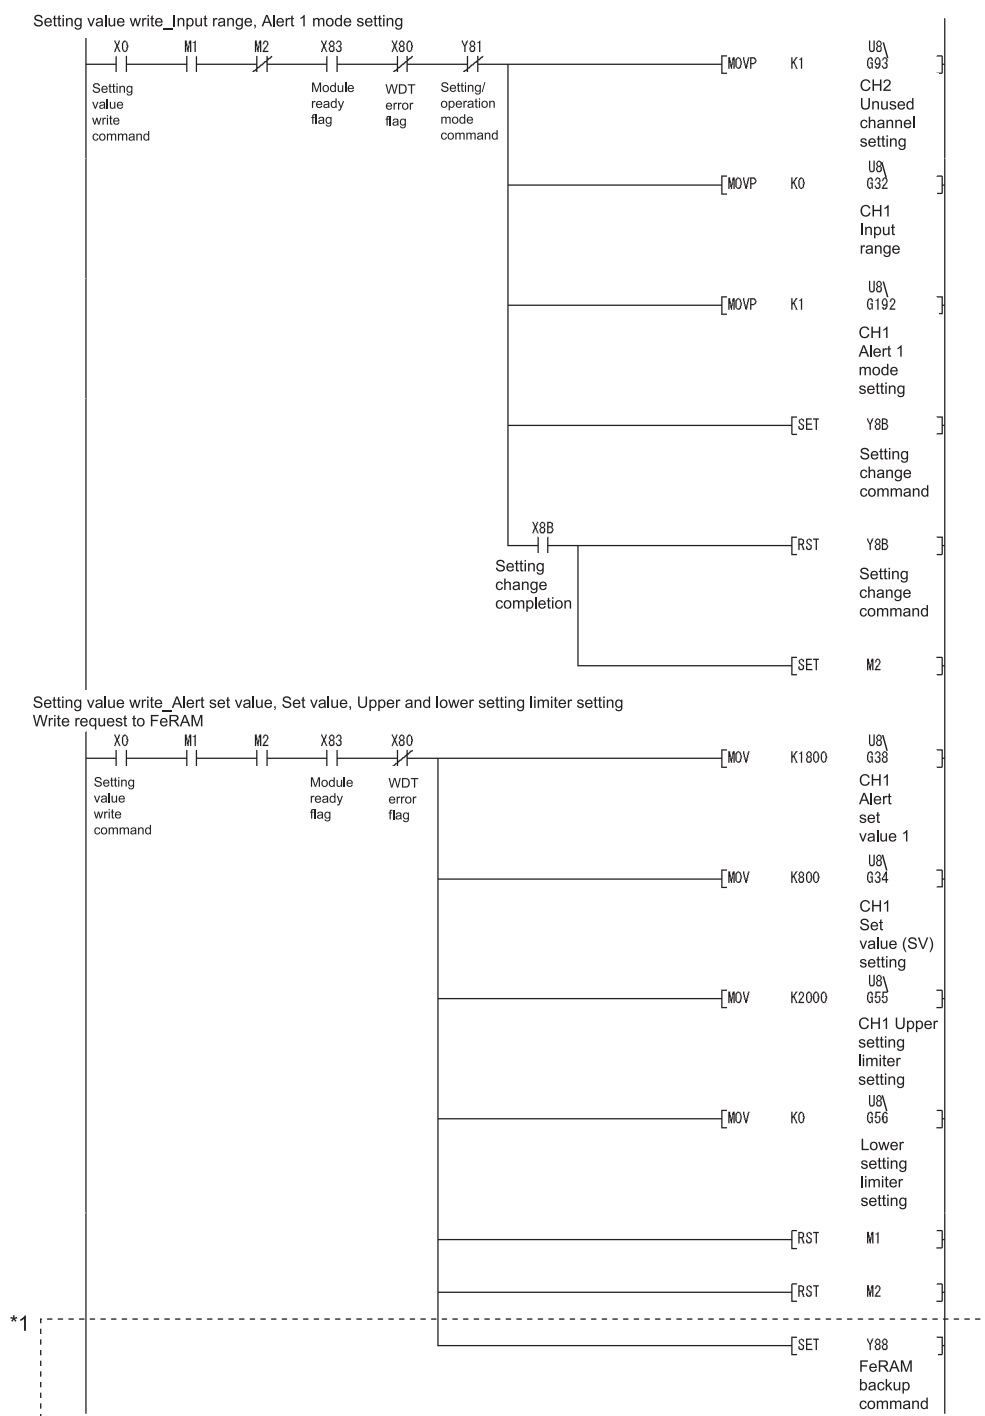 Setting value write_Input range, Alert 1 mode setting
X0 M1 M2 X83 X80 Y81 U8\
MOVP K1 G93
Setting Module WDT Setting/ CH2
value ready error operation Unused
write flag flag mode channel
command command setting
U8\
MOVP K0 G32
CH1
Input
range
U8\
MOVP K1 G192
CH1
Alert 1
mode
setting
SET Y8B
Setting
change
command
X8B
RST Y8B
Setting Setting
change change
completion command
SET M2
Setting value write_Alert set value, Set value, Upper and lower setting limiter setting
Write request to FeRAM
X0 M1 M2 X83 X80 U8\
MOV K1800 G38
Setting Module WDT CH1
value ready error Alert
write flag flag set
command value 1
U8\
MOV K800 G34
CH1
Set
value (SV)
setting
U8\
MOV K2000 G55
CH1 Upper
setting
limiter
setting
U8\
MOV K0 G56
Lower
setting
limiter
setting
RST M1
RST M2
*1
SET Y88
FeRAM
backup
command